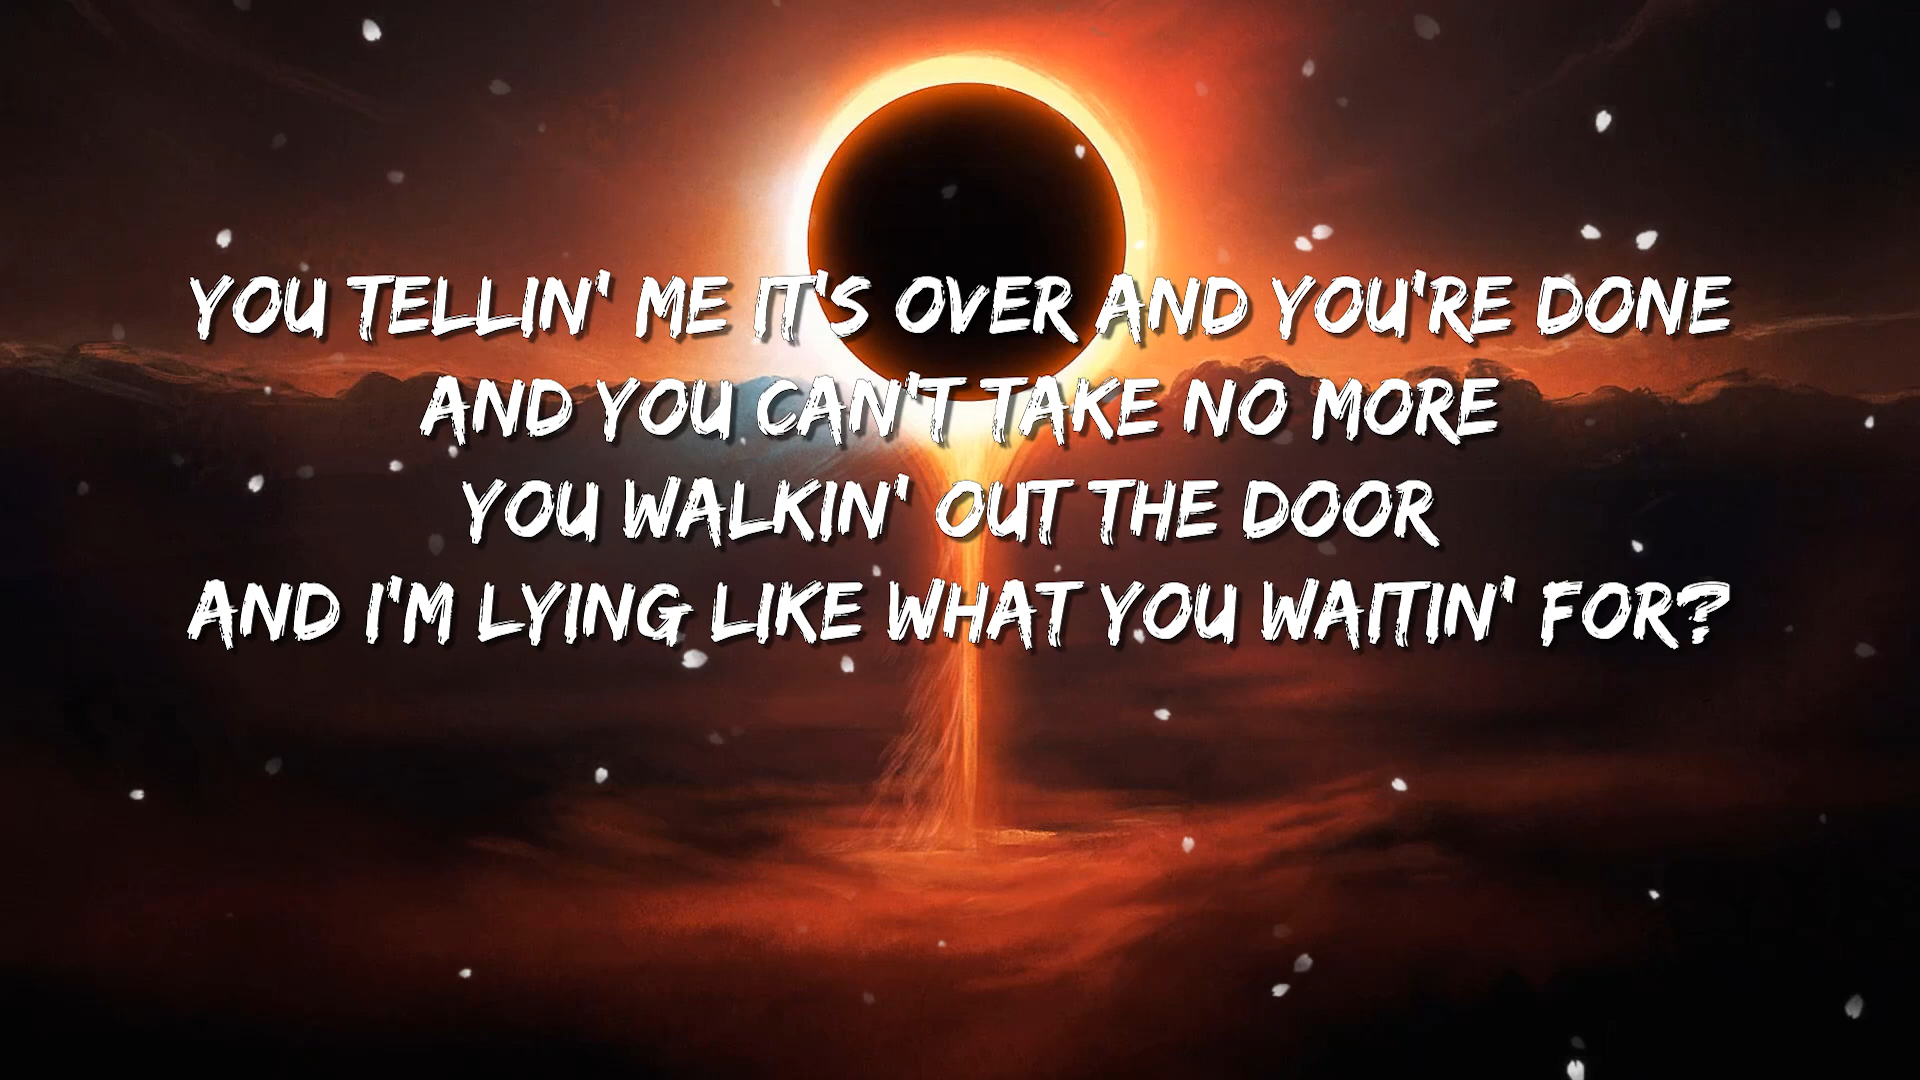 YOU TELLIN' ME IT'S OVER AND YOU'RE DONE
AND YOU CAN'T TAKE NO MORE
YOU WALKIN' OUT THE DOOR
AND I'M LYING LIKE WHAT YOU WAITIN' FOR?